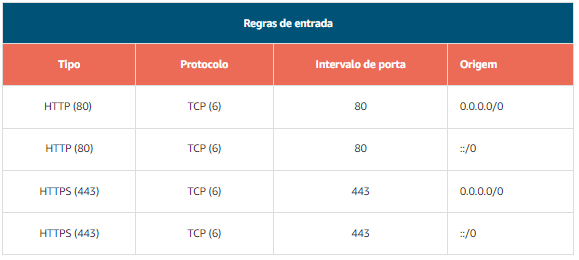 Regras de entrada
Tipo Protocolo Intervalo de porta Origem
HTTP (80) TCP (6) 80 0.0.0.0/0
HTTP (80) TCP (6) 80 ::/0
HTTPS (443) TCP (6) 443 0.0.0.0/0
HTTPS (443) TCP (6) 443 ::/0